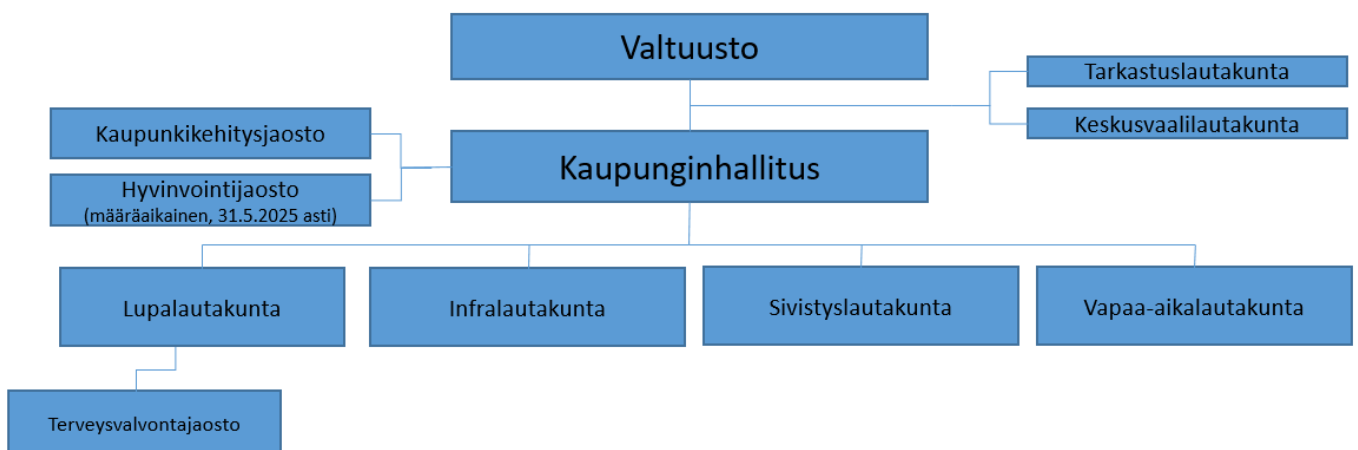 Valtuusto
Tarkastuslautakunta
Keskusvaalilautakunta
Kaupunkikehitysjaosto
Kaupunginhallitus
Hyvinvointijaosto
(määräaikainen, 31.5.2025 asti)
Lupalautakunta
Infralautakunta
Sivistyslautakunta
Vapaa-aikalautakunta
Terveysvalvontajaosto